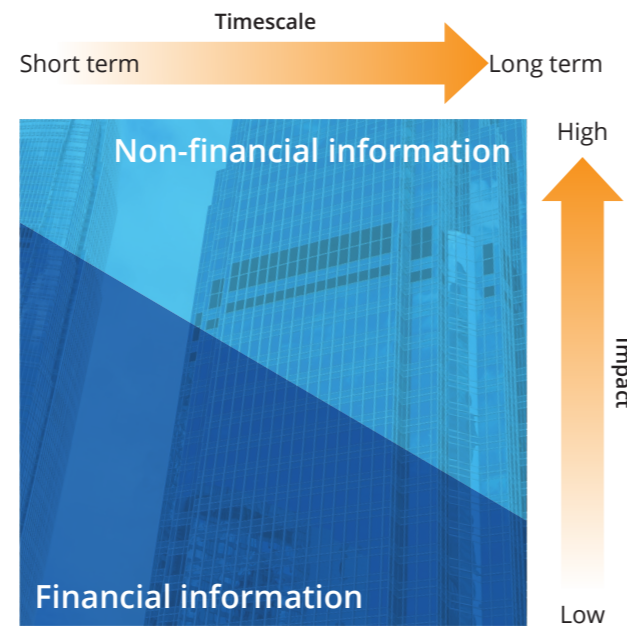 Timescale
Short term
Long term
High
Non-financial information
Impact
Financial information
Low